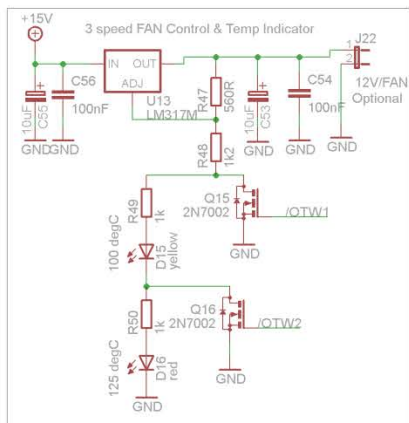 3 speed FAN Control & Temp Indicator
+15V
J22
IN
OUT
ADJ
1
2
C56
100nF
U13
LM317M
R47
560R
10uF
C55
10uF
C53
C54
100nF
12V/FAN
Optional
GND
GND
GND
GND
GND
R48
1k2
R49
1k
Q15
2N7002
/OTW1
100 degC
D15
yellow
GND
R50
1k
Q16
2N7002
/OTW2
125 degC
D16
red
GND
GND